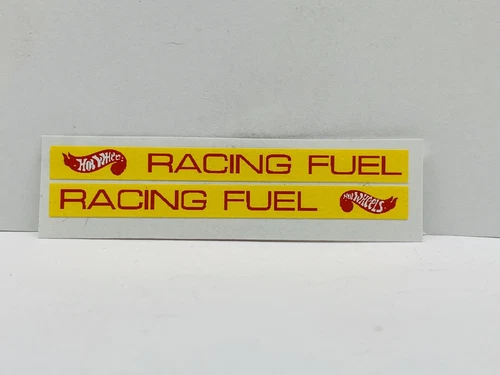 Hot Wheels RACING FUEL
RACING FUEL Hot Wheels